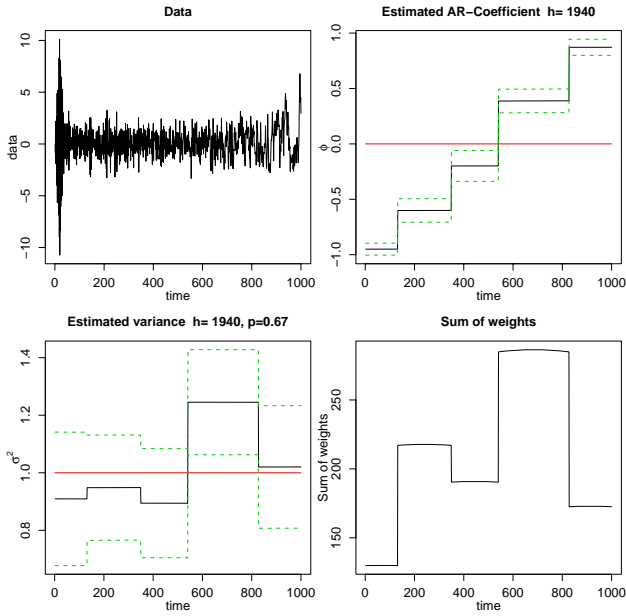 Data
data
10
5
0
−5
−10
0 200 400 600 800 1000
time
Estimated AR−Coefficient h= 1940
ϕ
1.0
0.5
0.0
−0.5
−1.0
0 200 400 600 800 1000
time
Estimated variance h= 1940, p=0.67
σ²
1.4
1.2
1.0
0.8
0 200 400 600 800 1000
time
Sum of weights
Sum of weights
250
200
150
0 200 400 600 800 1000
time